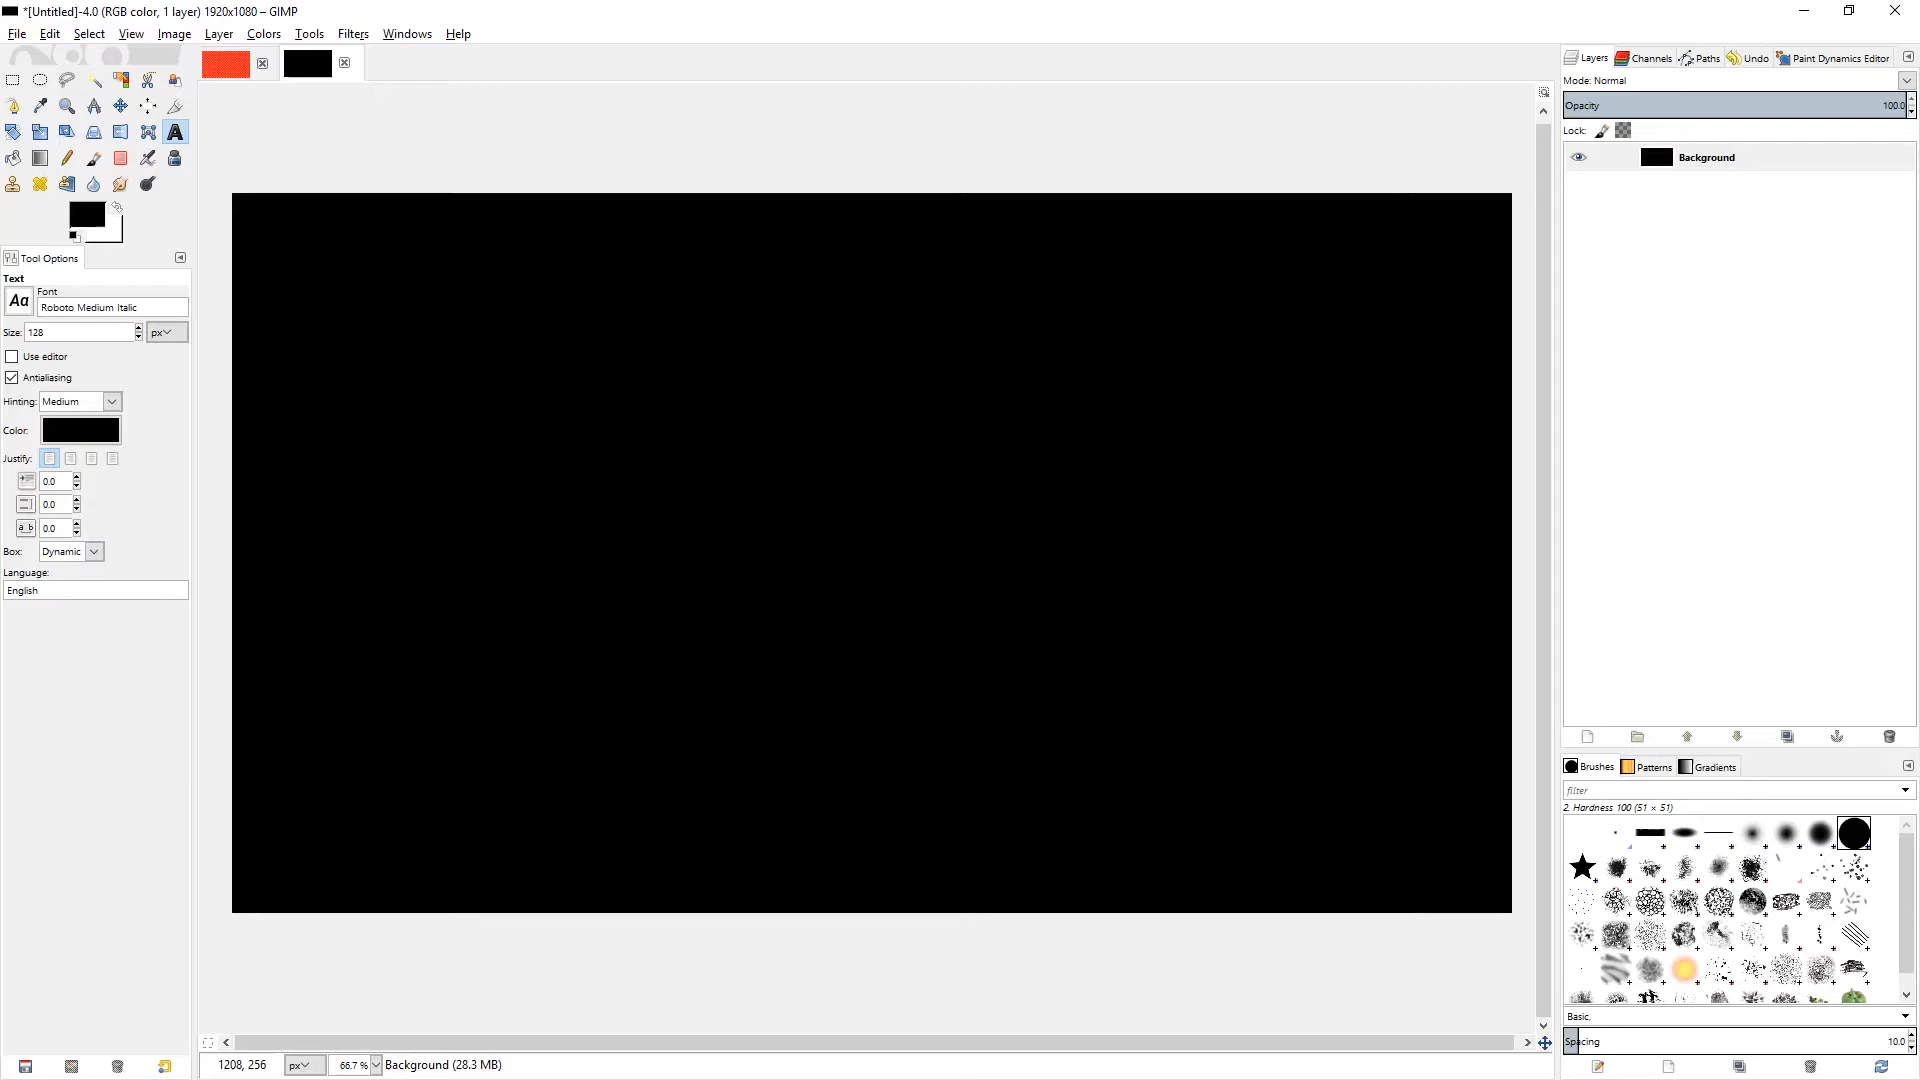 *[Untitled]-4.0 (RGB color, 1 layer) 1920x1080 – GIMP
File Edit Select View Image Layer Colors Tools Filters Windows Help
Layers Channels Paths Undo Paint Dynamics Editor
Mode: Normal
Opacity 100.0
Lock:
Background
Tool Options
Text
Aa
Font
Roboto Medium Italic
Size: 128 px
Use editor
Antialiasing
Hinting: Medium
Color:
Justify:
0.0
0.0
a_b 0.0
Box: Dynamic
Language:
English
Brushes Patterns Gradients
filter
2. Hardness 100 (51 × 51)
Basic,
Spacing 10.0
1208, 256 px 66.7 % Background (28.3 MB)